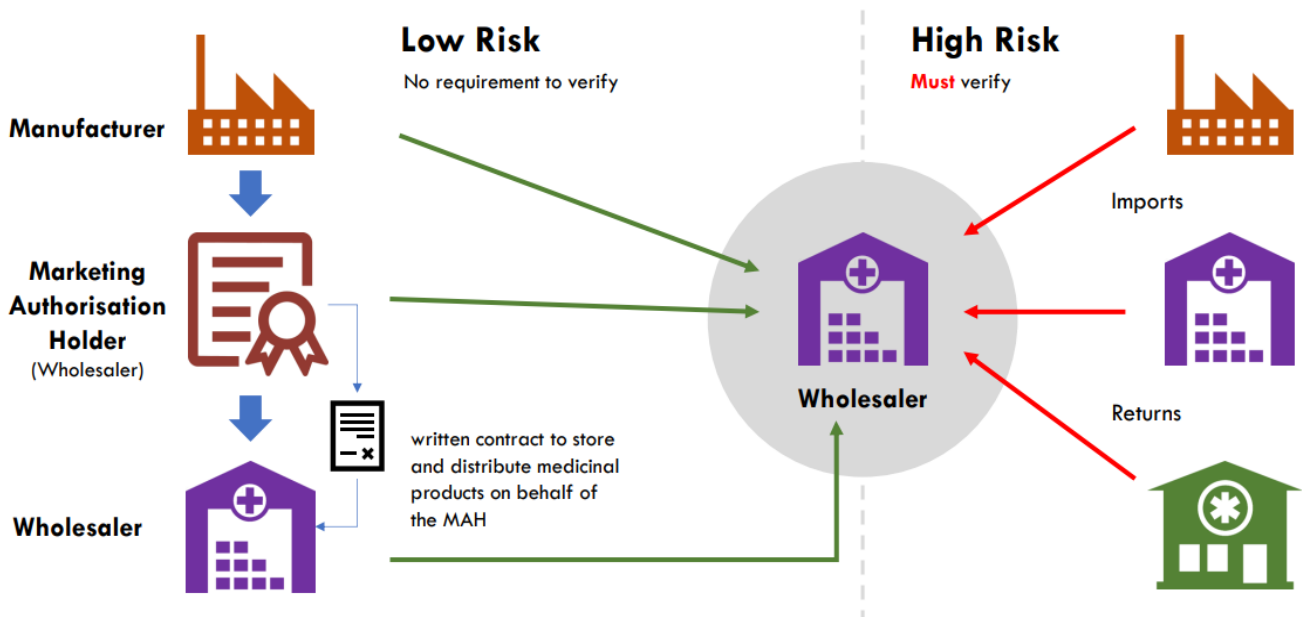 Low Risk
No requirement to verify
High Risk
Must verify
Manufacturer
Imports
Marketing
Authorisation
Holder
(Wholesaler)
Wholesaler
Returns
written contract to store
and distribute medicinal
products on behalf of
the MAH
Wholesaler